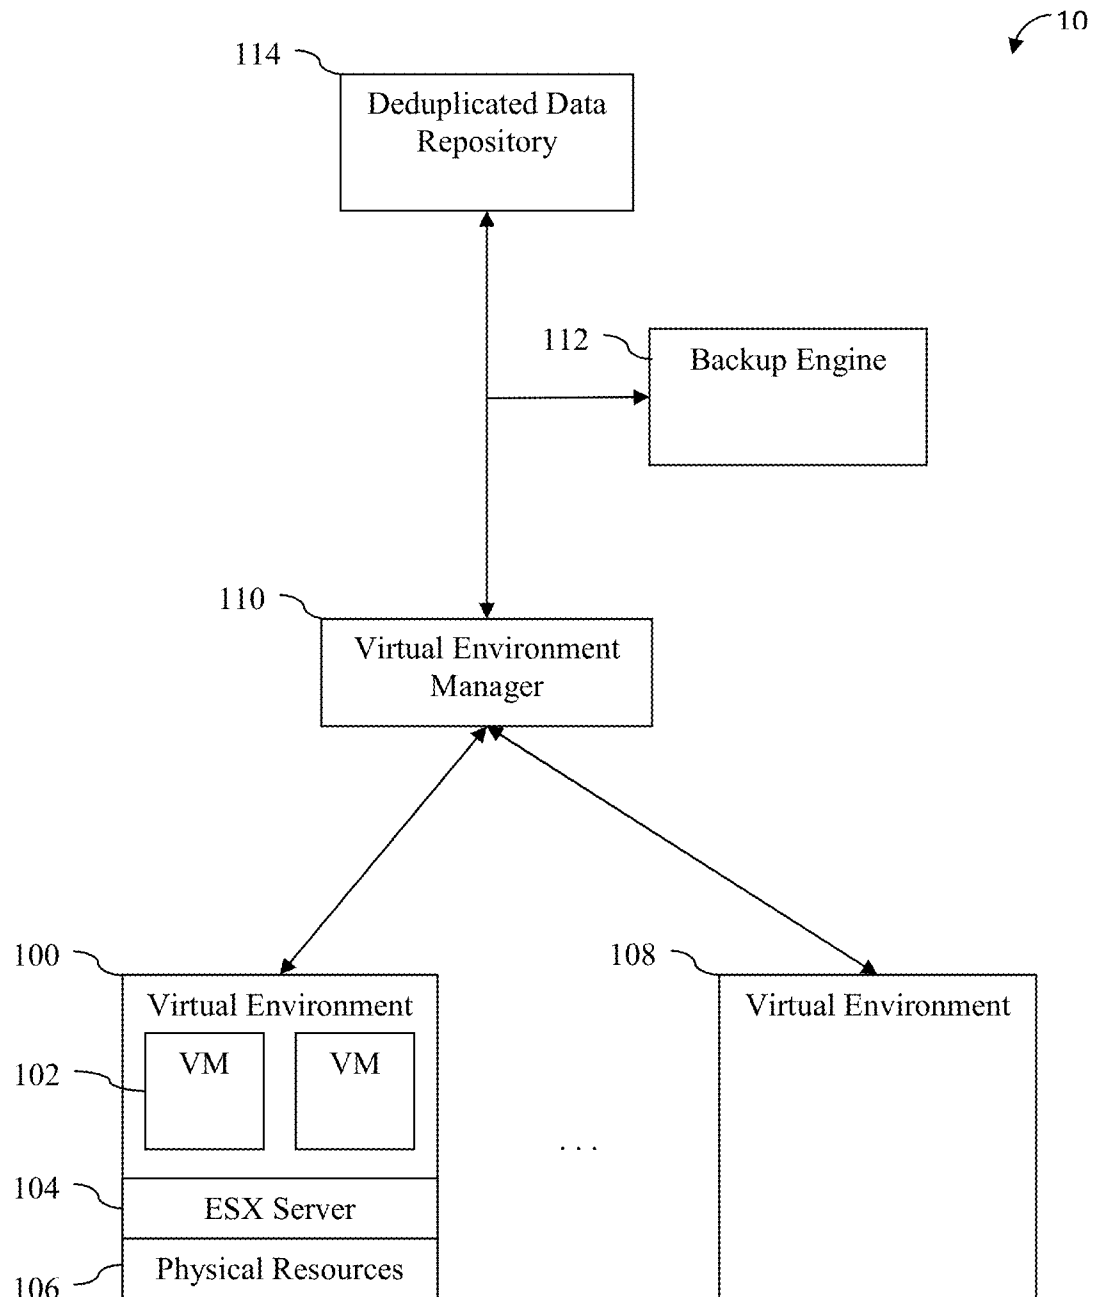 10
114
Deduplicated Data
Repository
112
Backup Engine
110
Virtual Environment
Manager
100
Virtual Environment
108
Virtual Environment
VM
VM
102
. . .
104
ESX Server
Physical Resources
106